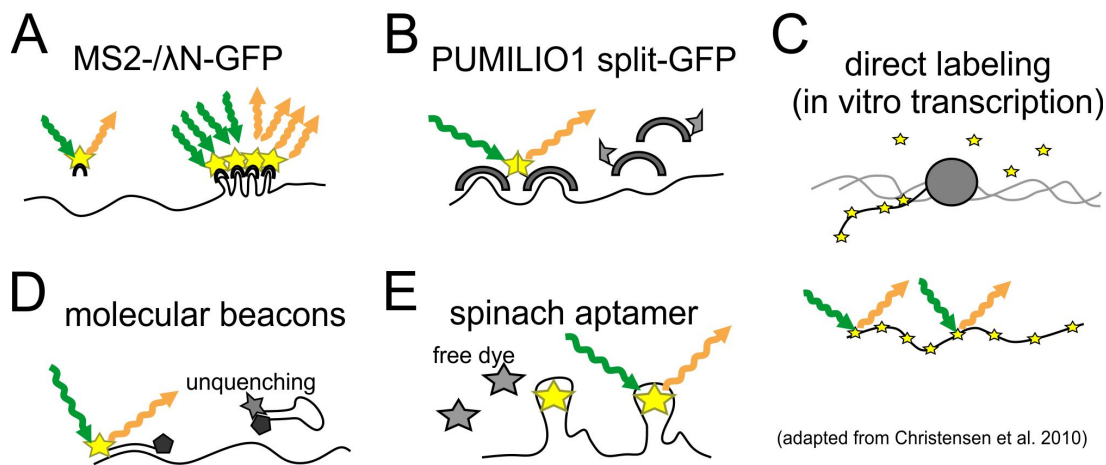 A
MS2-/λN-GFP
B
PUMILIO1 split-GFP
C
direct labeling
(in vitro transcription)
D
molecular beacons
unquenching
E
spinach aptamer
free dye
(adapted from Christensen et al. 2010)